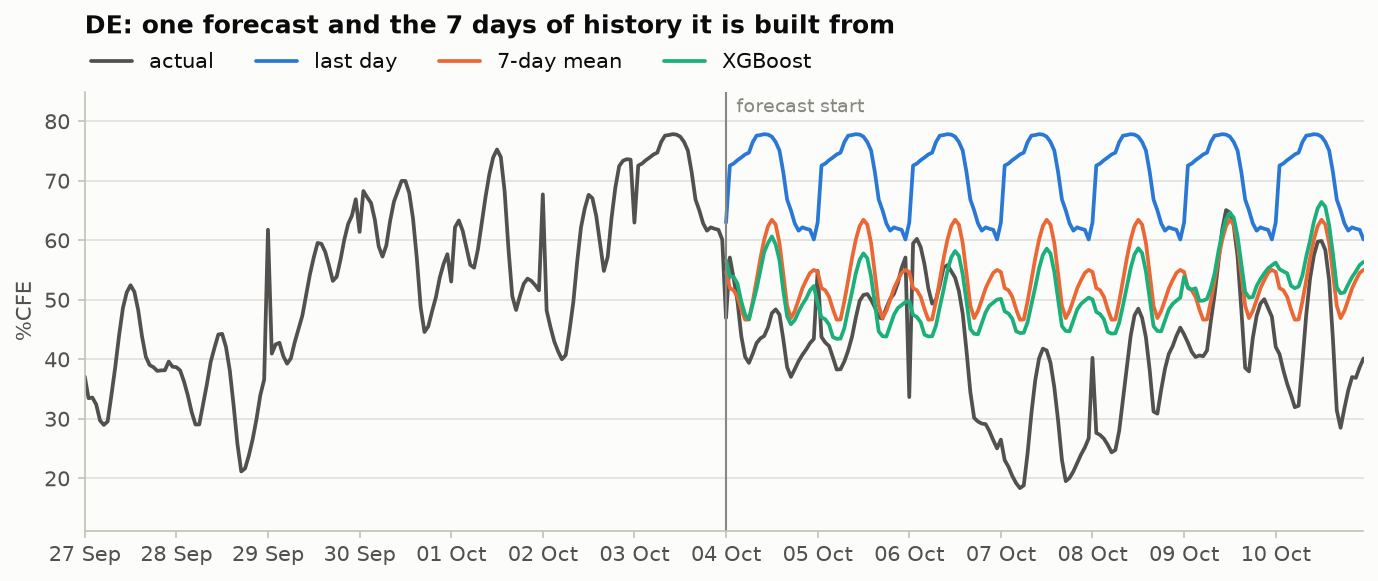 DE: one forecast and the 7 days of history it is built from
actual last day 7-day mean XGBoost
forecast start
%CFE
80
70
60
50
40
30
20
27 Sep 28 Sep 29 Sep 30 Sep 01 Oct 02 Oct 03 Oct 04 Oct 05 Oct 06 Oct 07 Oct 08 Oct 09 Oct 10 Oct